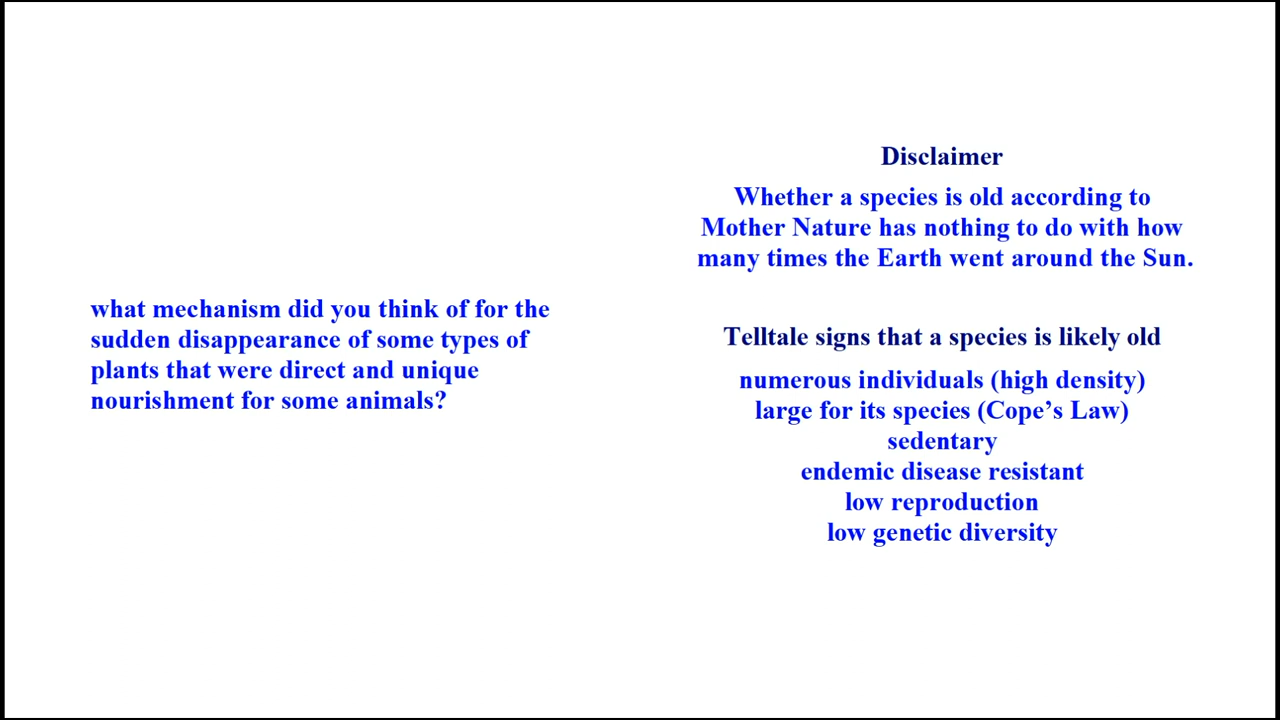 what mechanism did you think of for the
sudden disappearance of some types of
plants that were direct and unique
nourishment for some animals?
Disclaimer
Whether a species is old according to
Mother Nature has nothing to do with how
many times the Earth went around the Sun.
Telltale signs that a species is likely old
numerous individuals (high density)
large for its species (Cope’s Law)
sedentary
endemic disease resistant
low reproduction
low genetic diversity